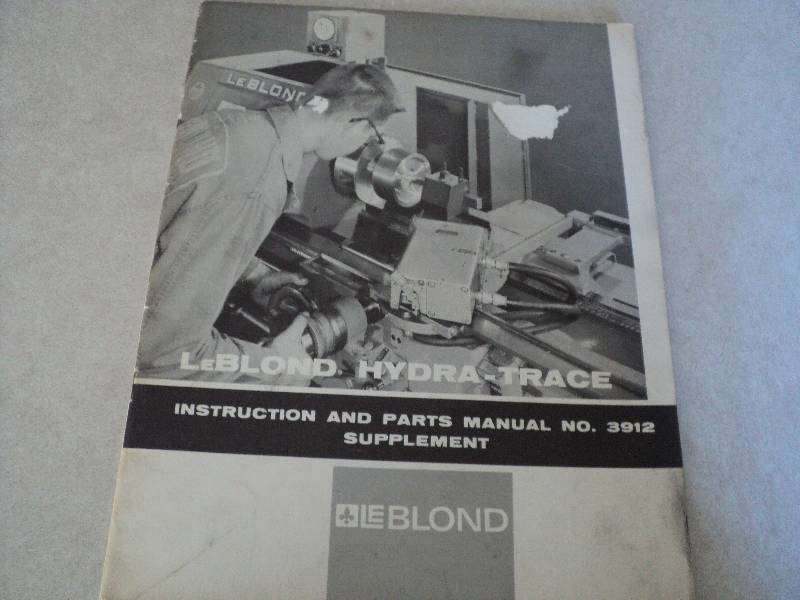 LEBLOND
LEBLOND® HYDRA-TRACE
INSTRUCTION AND PARTS MANUAL NO. 3912
SUPPLEMENT
LEBLOND